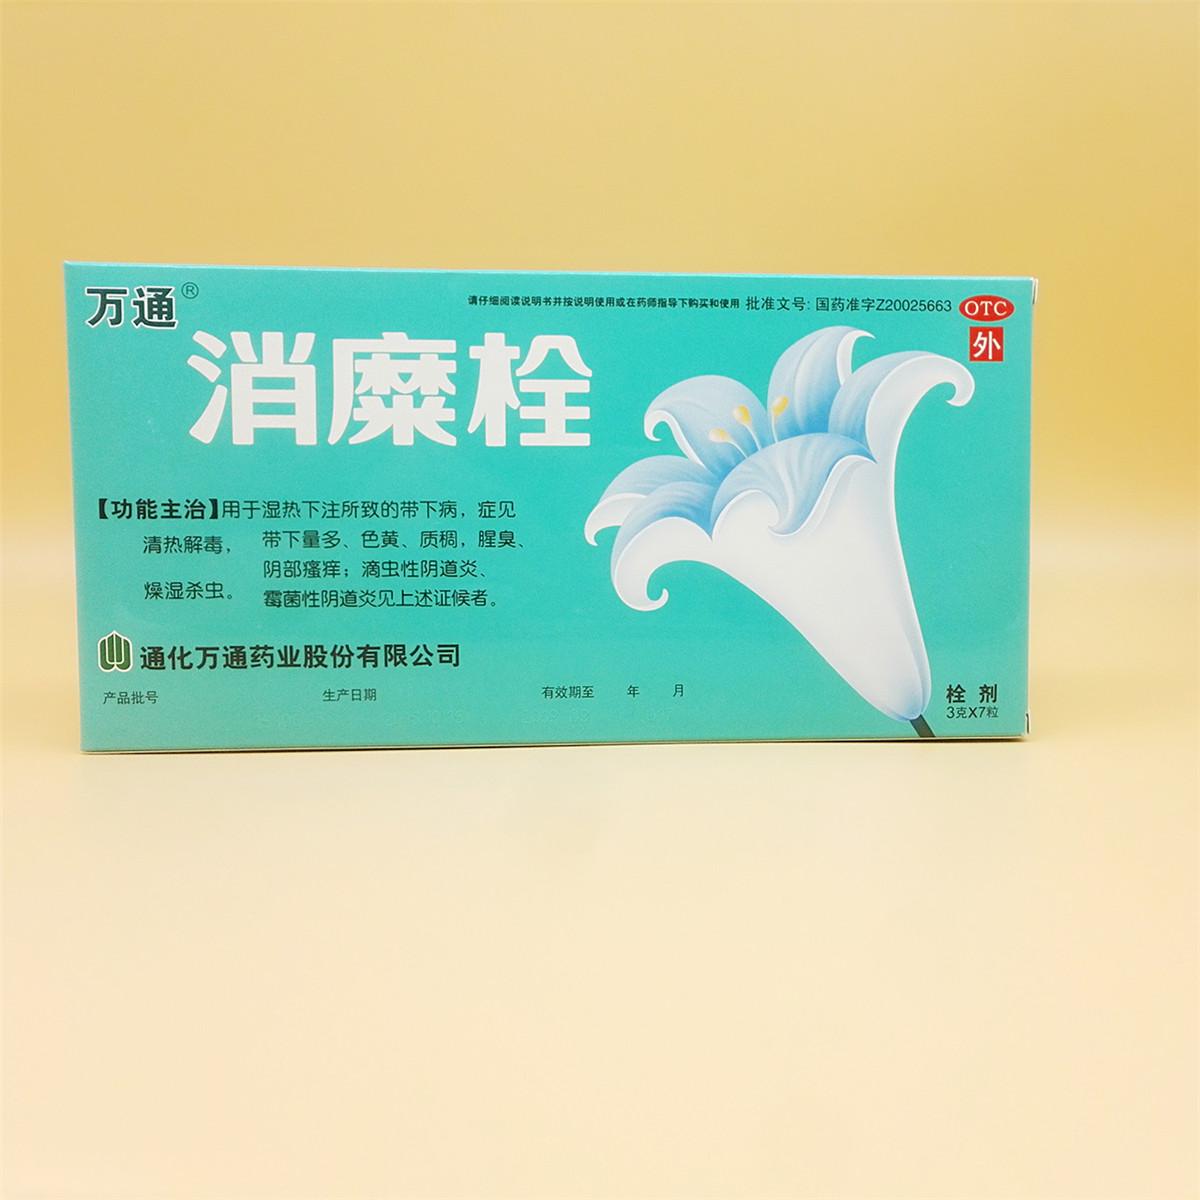 万通®
请仔细阅读说明书并按说明使用或在药师指导下购买和使用 批准文号: 国药准字Z20025663 OTC
外
消糜栓
【功能主治】用于湿热下注所致的带下病，症见
清热解毒， 带下量多、色黄、质稠，腥臭、
阴部瘙痒；滴虫性阴道炎、
燥湿杀虫。 霉菌性阴道炎见上述证候者。
通化万通药业股份有限公司
产品批号 生产日期 有效期至 年 月
栓 剂
3克X7粒